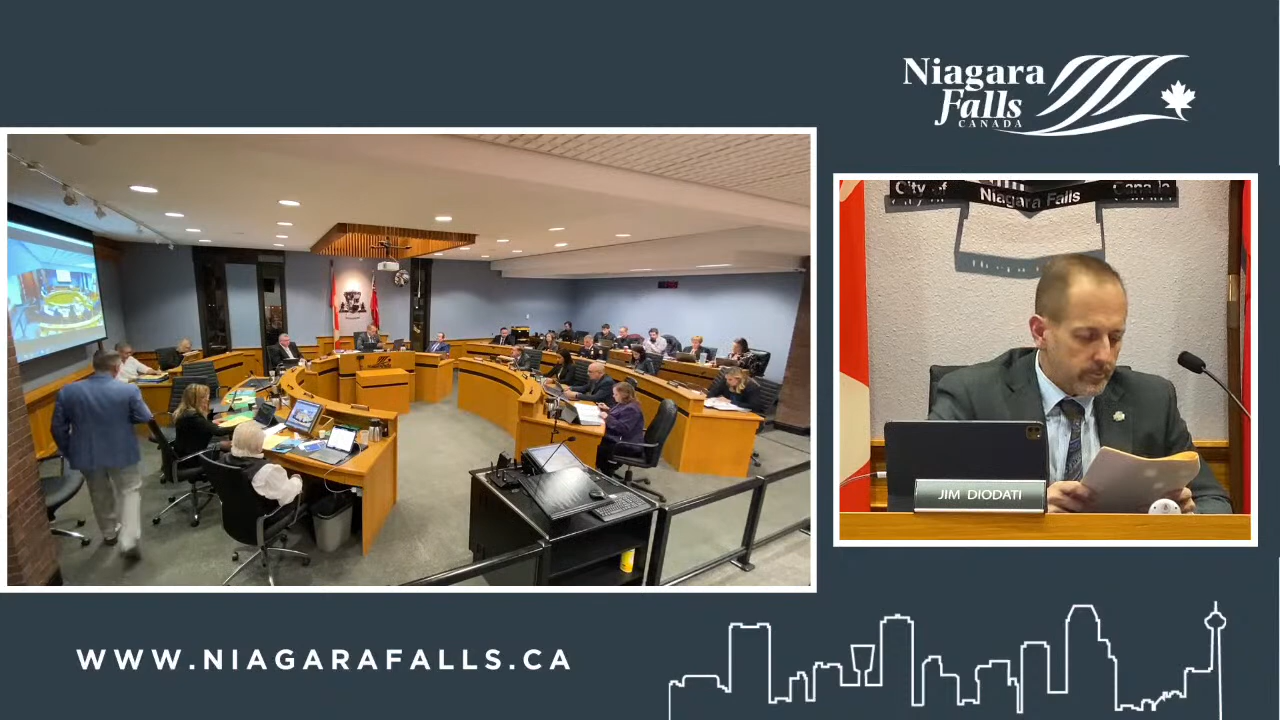 Niagara
Falls
CANADA
City of
Niagara Falls
Canada
JIM DIODATI
WWW.NIAGARAFALLS.CA